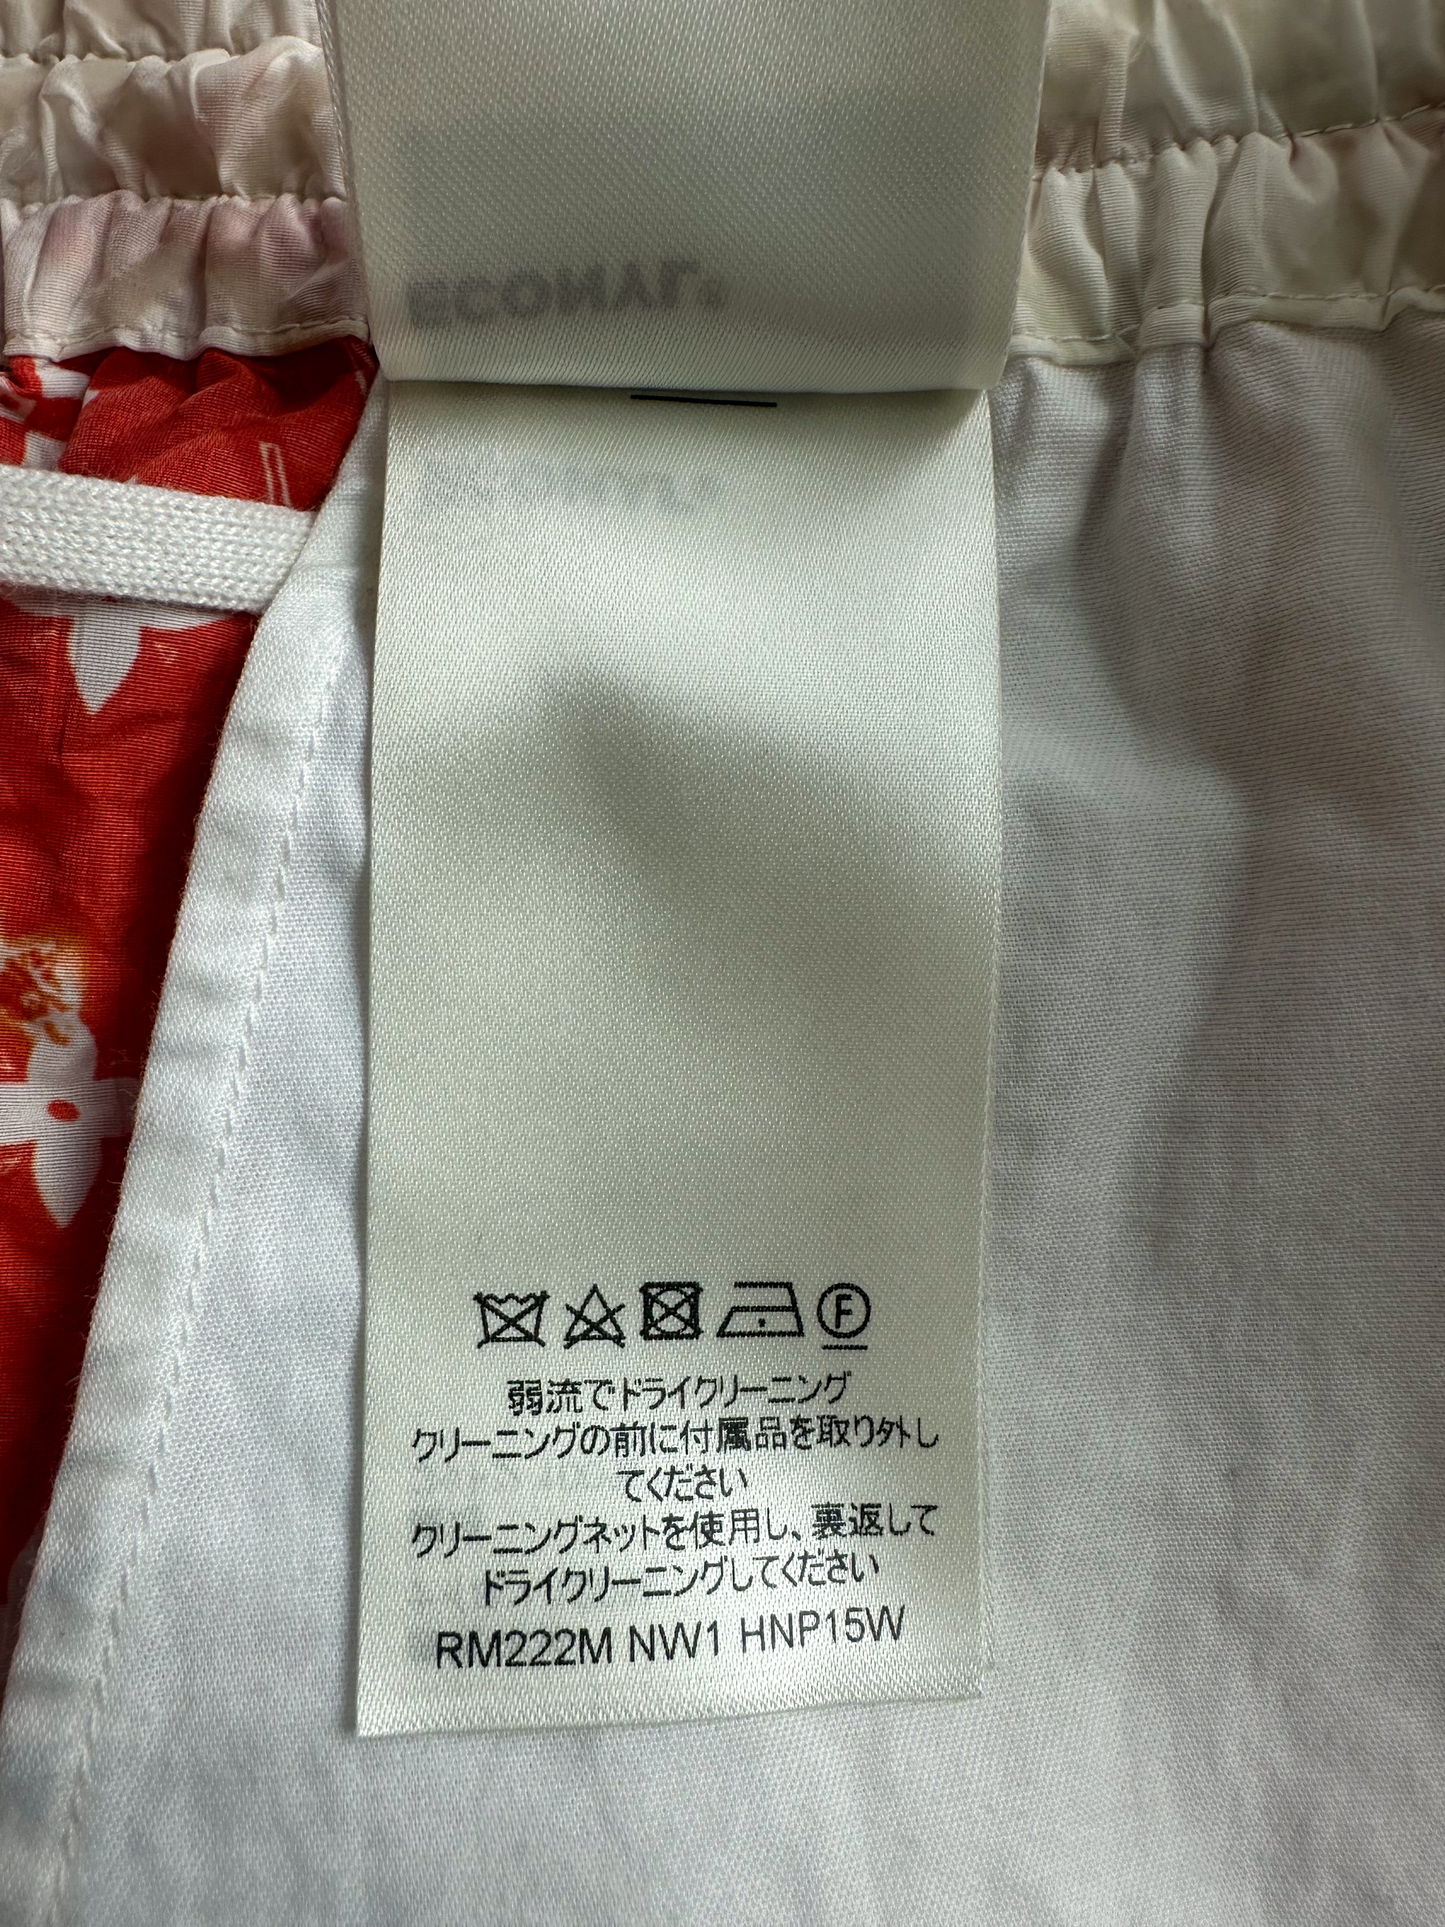 ECONYL®
F
弱流でドライクリーニング
クリーニングの前に付属品を取り外し
てください
クリーニングネットを使用し、裏返して
ドライクリーニングしてください
RM222M NW1 HNP15W